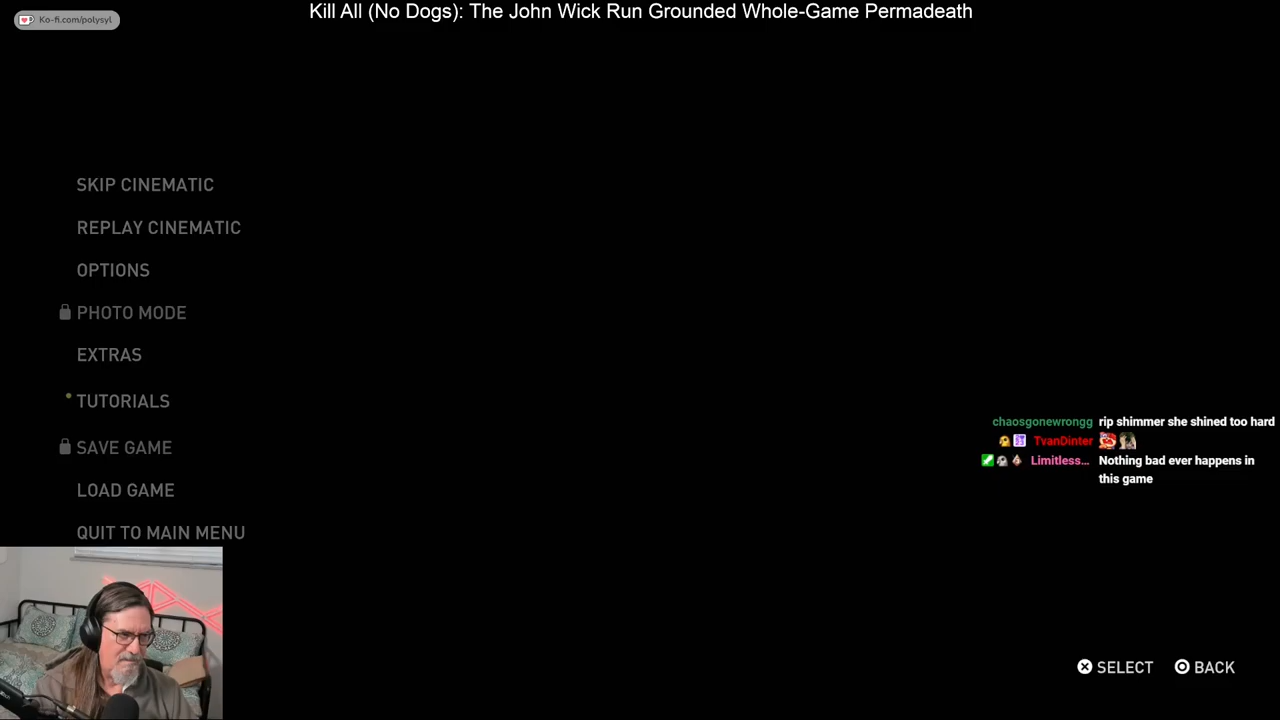 Ko-fi.com/polysyl
Kill All (No Dogs): The John Wick Run Grounded Whole-Game Permadeath
SKIP CINEMATIC
REPLAY CINEMATIC
OPTIONS
PHOTO MODE
EXTRAS
TUTORIALS
SAVE GAME
LOAD GAME
QUIT TO MAIN MENU
chaosgonewrongg rip shimmer she shined too hard
TvanDinter
Limitless... Nothing bad ever happens in
this game
SELECT BACK